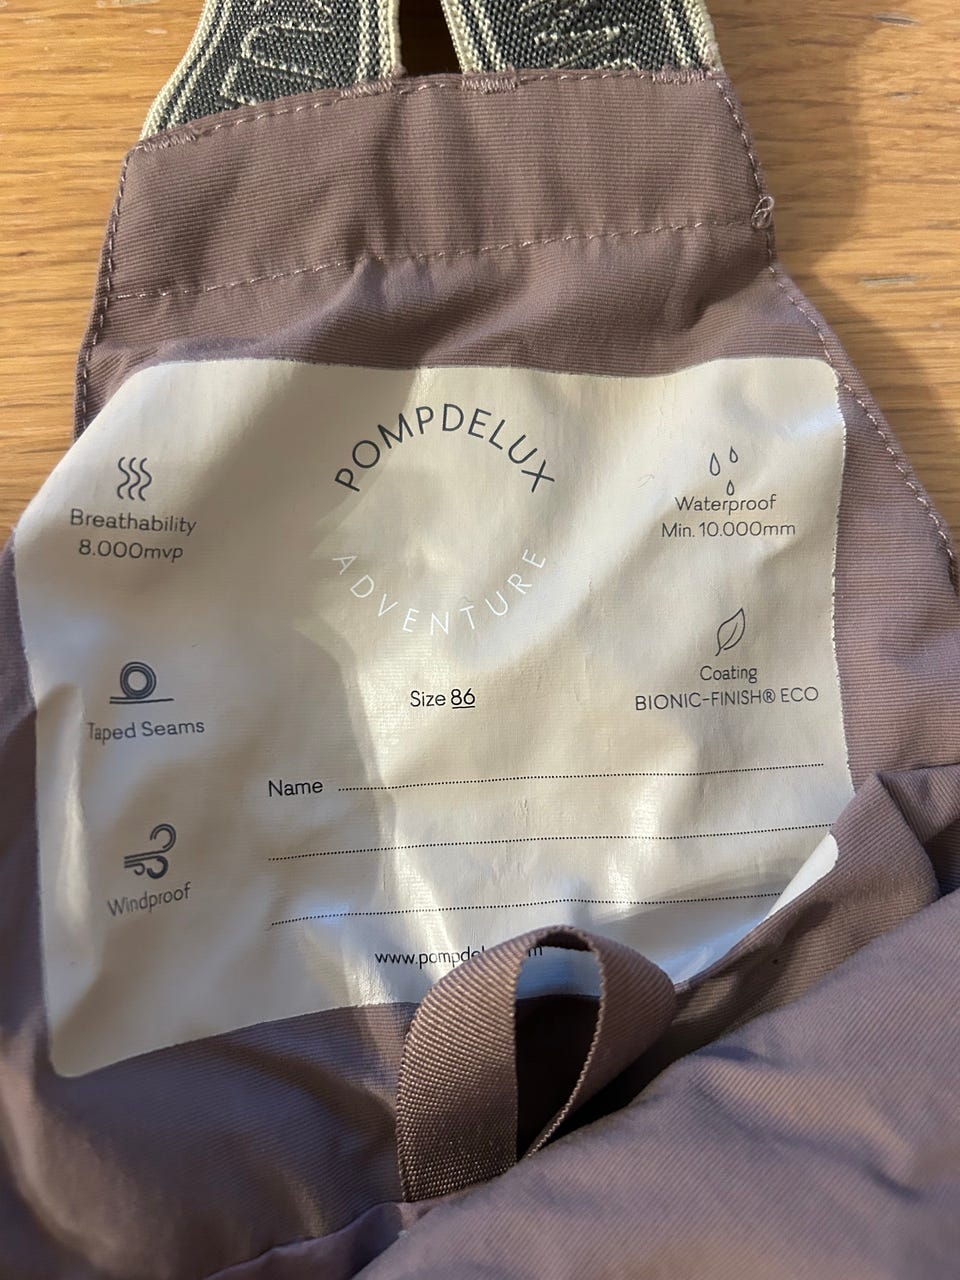 POMPDELUX
ADVENTURE
Breathability
8.000mvp
Waterproof
Min. 10.000mm
Taped Seams
Coating
BIONIC-FINISH® ECO
Size 86
Name
Windproof